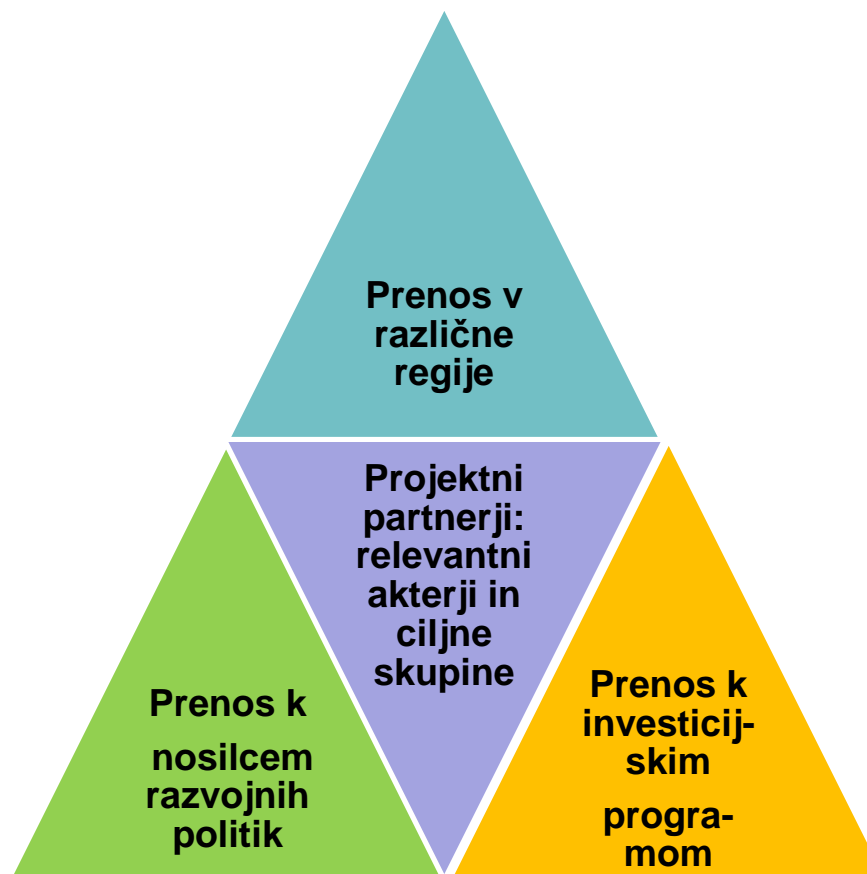 Prenos v
različne
regije
Projektni
partnerji:
relevantni
akterji in
ciljne
skupine
Prenos k
nosilcem
razvojnih
politik
Prenos k
investicij-
skim
progra-
mom